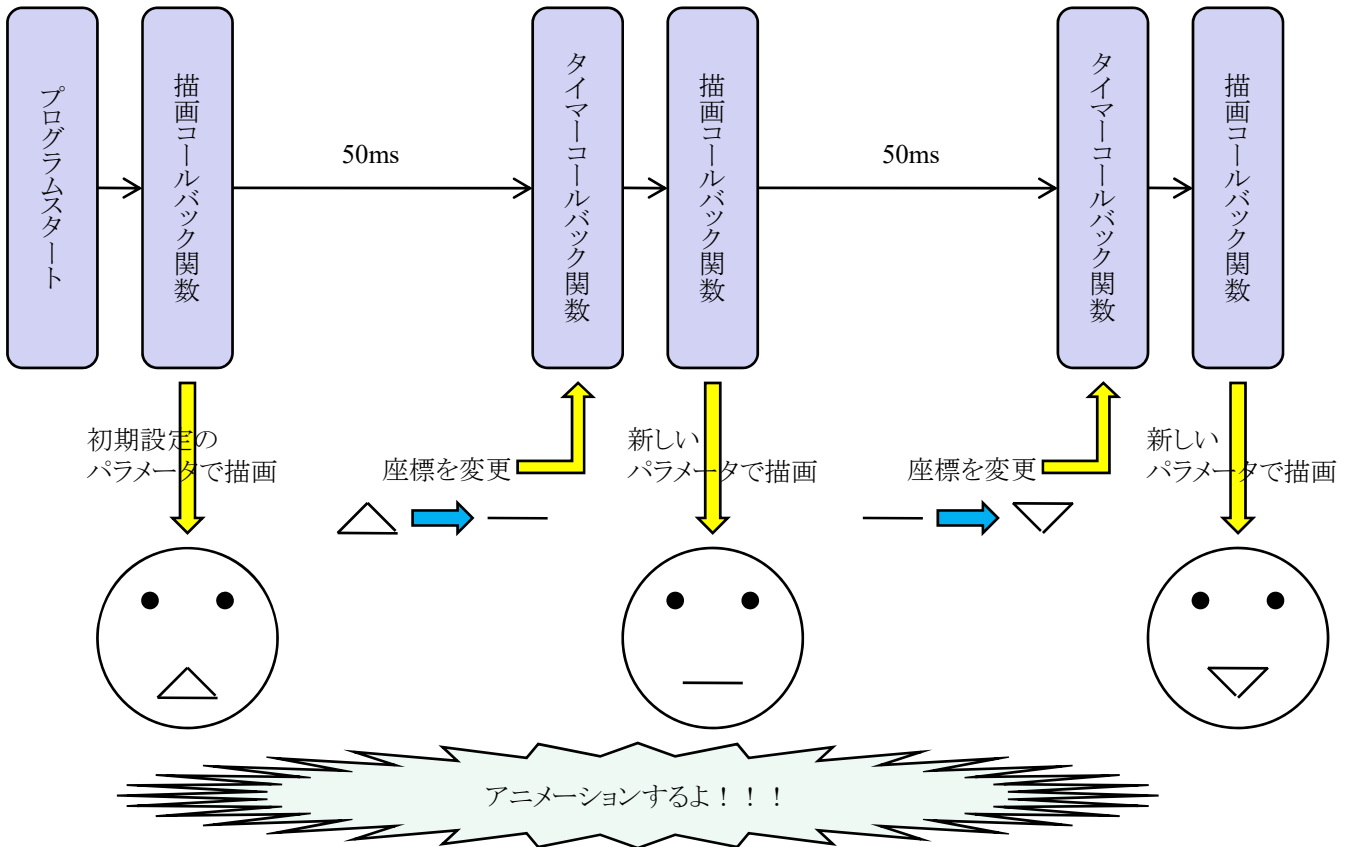 プログラムスタート
描画コールバック関数
50ms
タイマーコールバック関数
描画コールバック関数
50ms
タイマーコールバック関数
描画コールバック関数
初期設定の
パラメータで描画
座標を変更
新しい
パラメータで描画
座標を変更
新しい
パラメータで描画
アニメーションするよ！！！